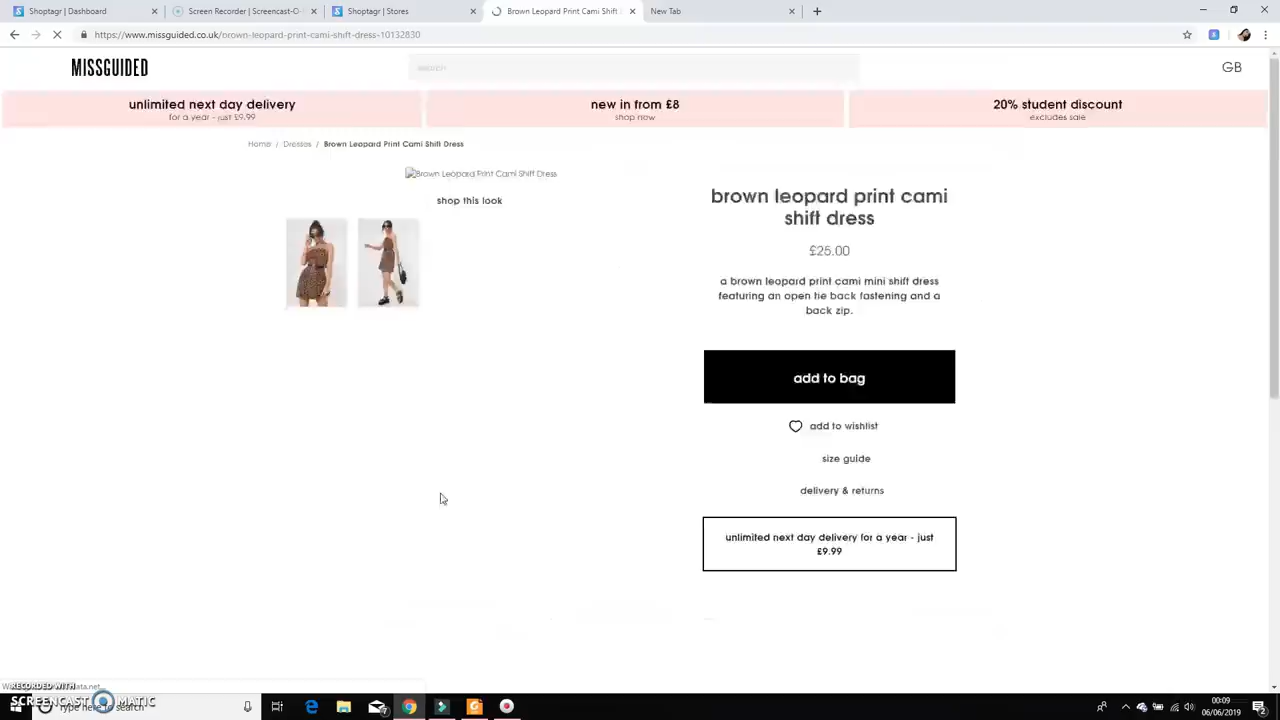 Shoptagr | Dashboard
Screen Recorder | Screencast-O-
Shoptagr | Stores
Brown Leopard Print Cami Shift
New Tab
https://www.missguided.co.uk/brown-leopard-print-cami-shift-dress-10132830
MISSGUIDED
search
GB
unlimited next day delivery
for a year - just £9.99
new in from £8
shop now
20% student discount
excludes sale
Home / Dresses / Brown Leopard Print Cami Shift Dress
Brown Leopard Print Cami Shift Dress
shop this look
brown leopard print cami
shift dress
£25.00
a brown leopard print cami mini shift dress
featuring an open tie back fastening and a
back zip.
add to bag
add to wishlist
size guide
delivery & returns
unlimited next day delivery for a year - just
£9.99
RECORDED WITH
SCREENCAST MATIC
Type here to search
00:09
06/06/2019